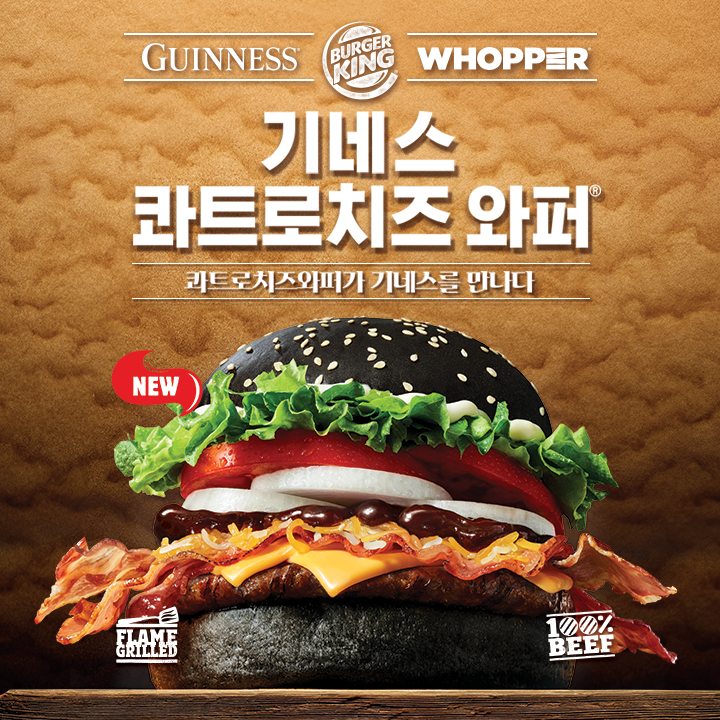 GUINNESS
BURGER
KING
WHOPPER®
기네스
콰트로치즈 와퍼®
콰트로치즈와퍼가 기네스를 만나다
NEW
FLAME
GRILLED
100%
BEEF